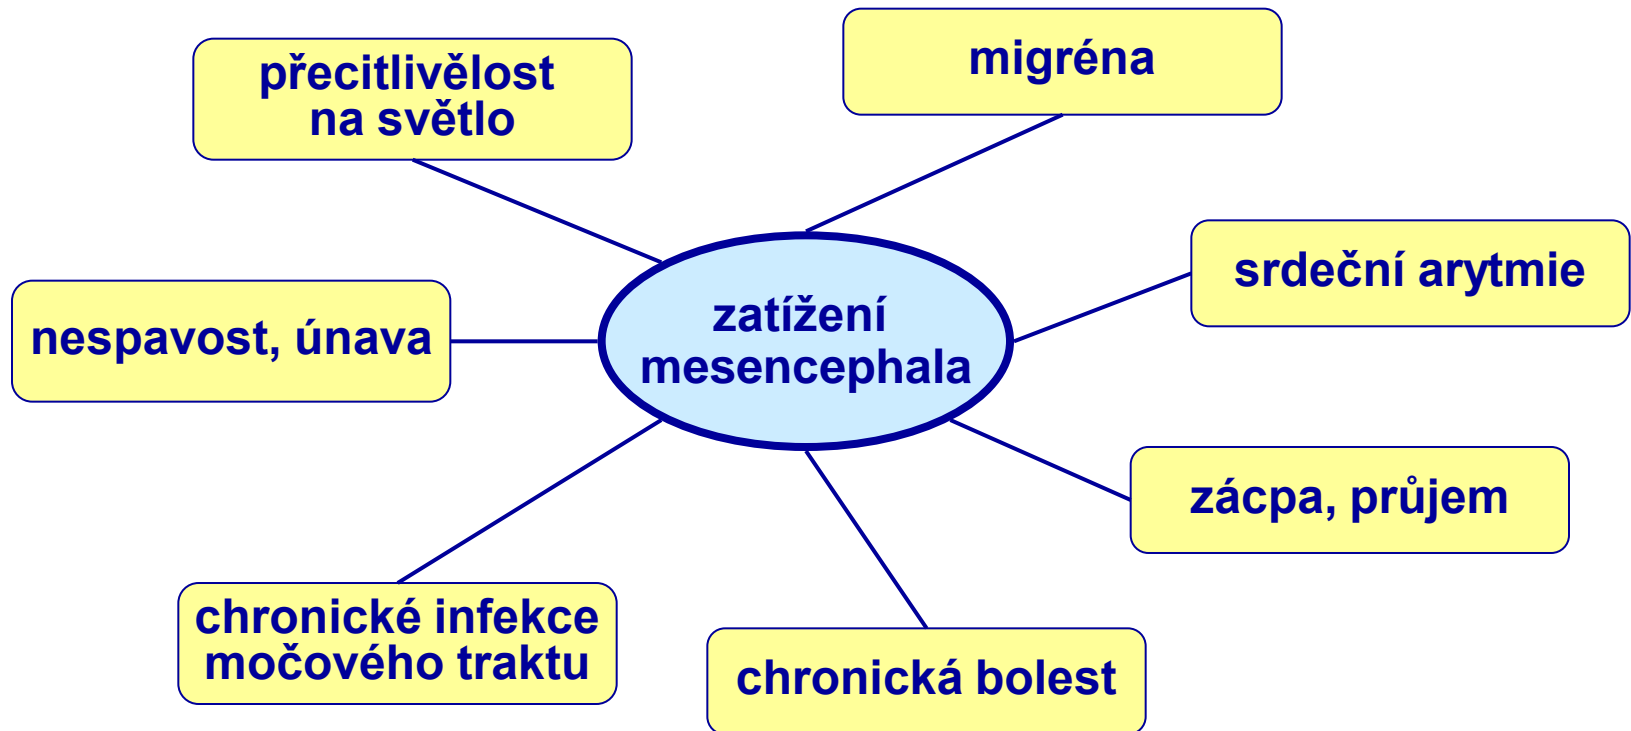 přecitlivělost
na světlo
migréna
srdeční arytmie
nespavost, únava
zatížení
mesencephala
zácpa, průjem
chronické infekce
močového traktu
chronická bolest